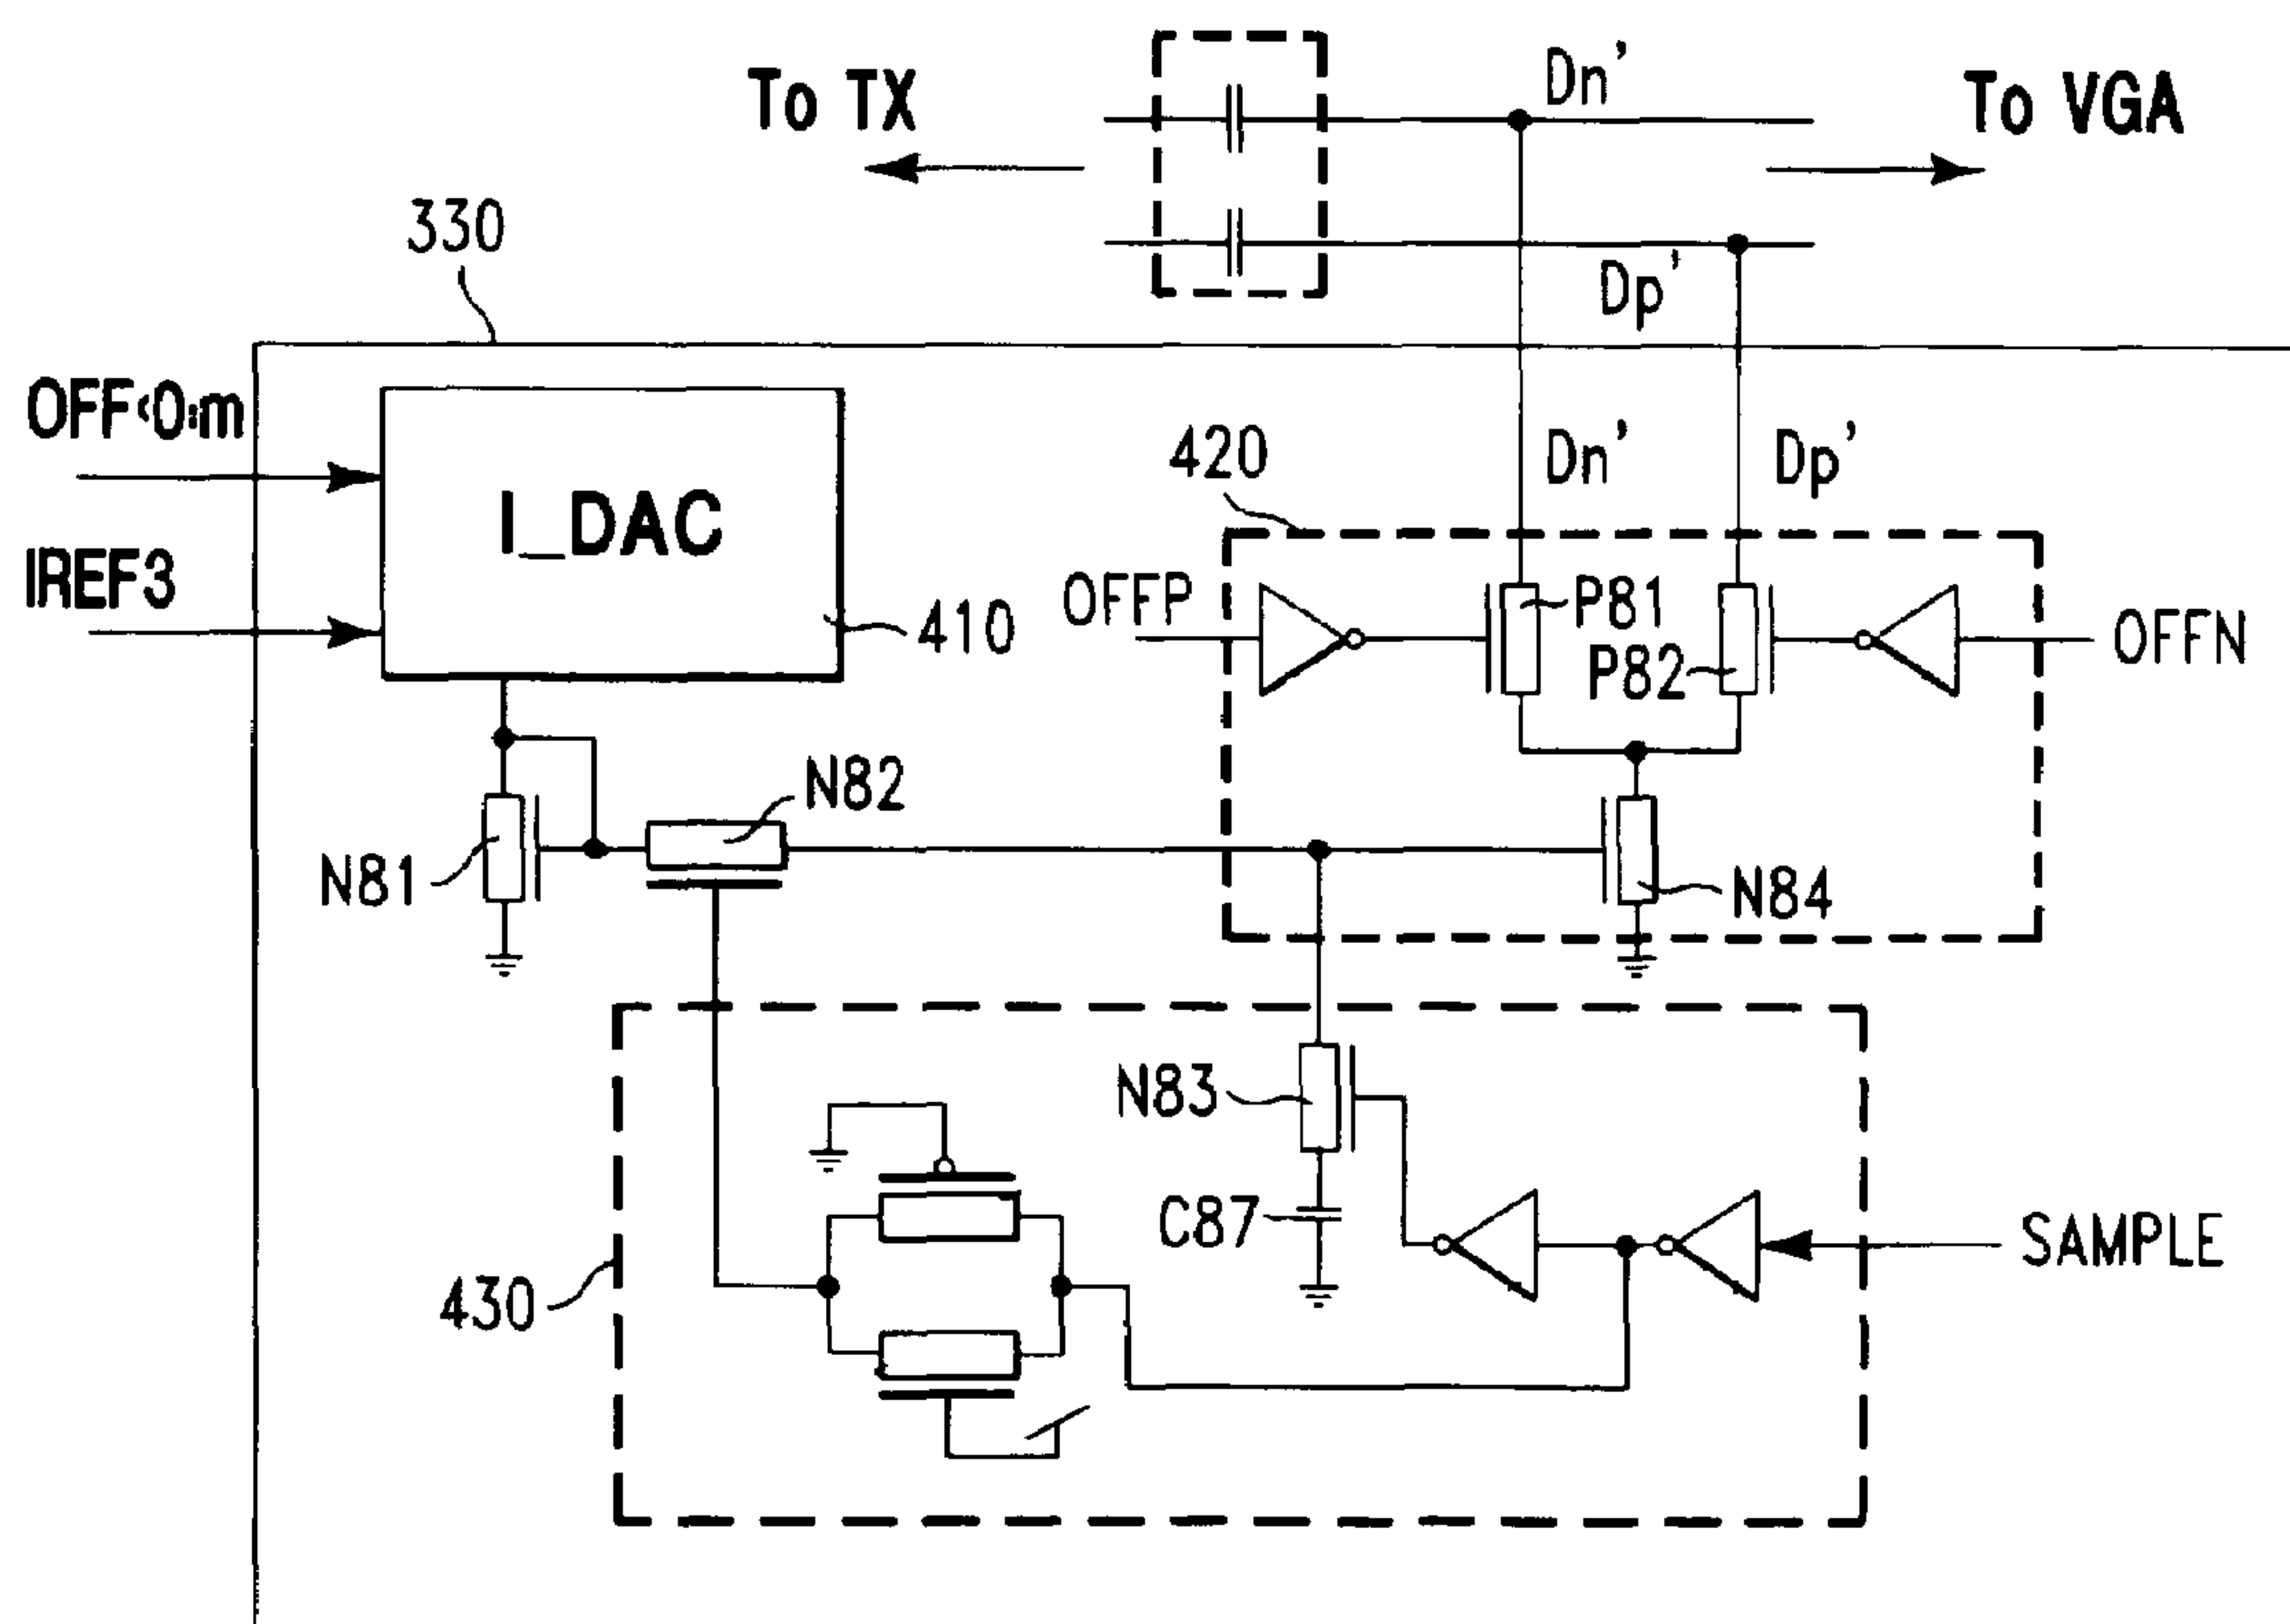 To TX
Dn’
To VGA
Dp’
330
OFF<0:m
I_DAC
IREF3
410
420
Dn’
Dp’
OFFP
P81
P82
OFFN
N81
N82
N84
N83
C87
430
SAMPLE